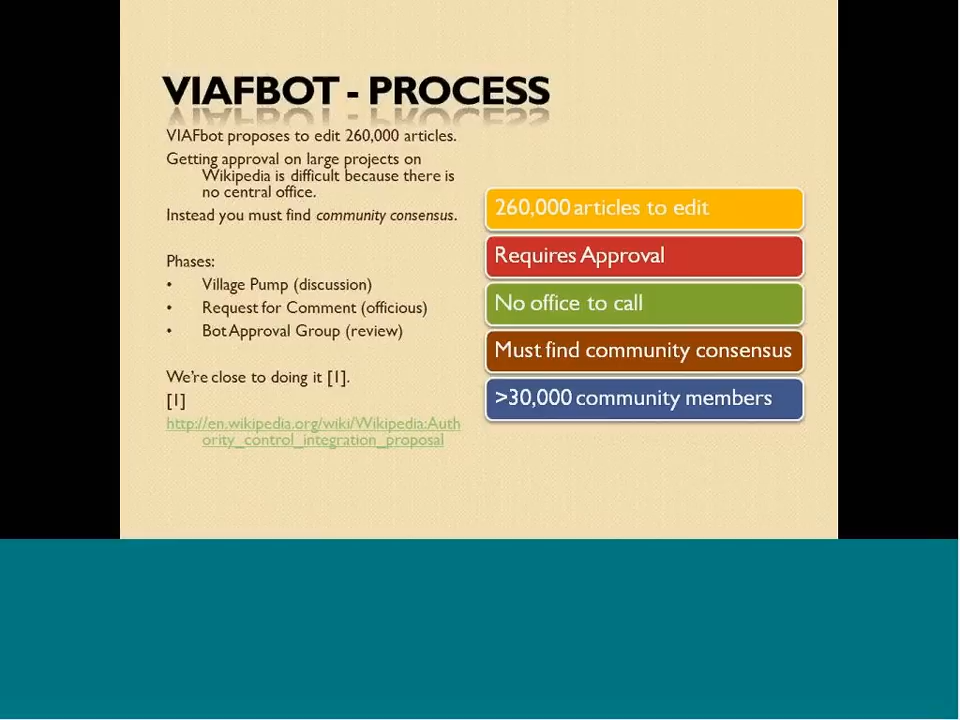 VIAFBOT - PROCESS
VIAFbot proposes to edit 260,000 articles.
Getting approval on large projects on
Wikipedia is difficult because there is
no central office.
Instead you must find community consensus.
Phases:
• Village Pump (discussion)
• Request for Comment (officious)
• Bot Approval Group (review)
We're close to doing it [1].
[1]
http://en.wikipedia.org/wiki/Wikipedia:Auth
ority_control_integration_proposal
260,000 articles to edit
Requires Approval
No office to call
Must find community consensus
>30,000 community members